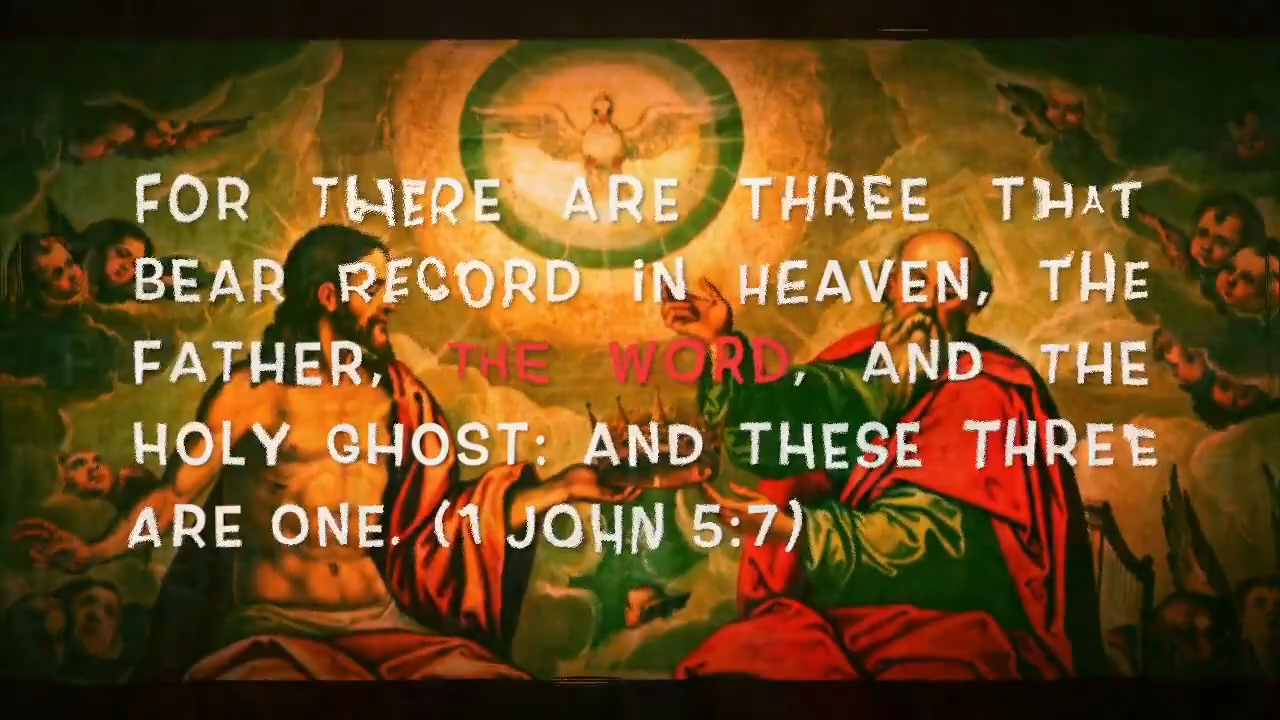 FOR THERE ARE THREE THAT
BEAR RECORD iN HEAVEN, THE
FATHER, THE WORD, AND THE
HOLY GHOST: AND THESE THREE
ARE ONE. (1 JOHN 5:7)